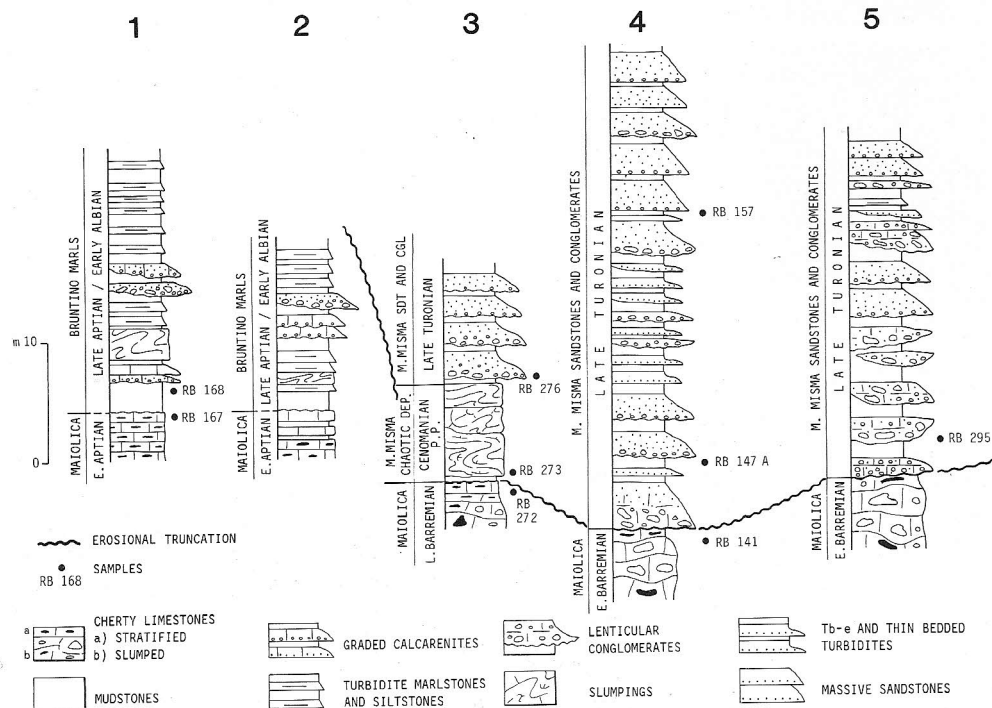 1
2
3
4
5
BRUNTINO MARLS
LATE APTIAN / EARLY ALBIAN
MAIOLICA
E. APTIAN
RB 168
RB 167
m 10
0
BRUNTINO MARLS
LATE APTIAN / EARLY ALBIAN
MAIOLICA
E. APTIAN
M.MISMA SDT AND CGL
LATE TURONIAN
M.MISMA
CHAOTIC DEP.
CENOMANIAN
P.P.
MAIOLICA
L. BARREMIAN
RB 276
RB 273
RB
272
M. MISMA SANDSTONES AND CONGLOMERATES
LATE TURONIAN
MAIOLICA
E. BARREMIAN
RB 157
RB 147 A
RB 141
M. MISMA SANDSTONES AND CONGLOMERATES
LATE TURONIAN
MAIOLICA
E. BARREMIAN
RB 295
EROSIONAL TRUNCATION
SAMPLES
RB 168
CHERTY LIMESTONES
a
a) STRATIFIED
b
b) SLUMPED
MUDSTONES
GRADED CALCARENITES
TURBIDITE MARLSTONES
AND SILTSTONES
LENTICULAR
CONGLOMERATES
SLUMPINGS
Tb-e AND THIN BEDDED
TURBIDITES
MASSIVE SANDSTONES